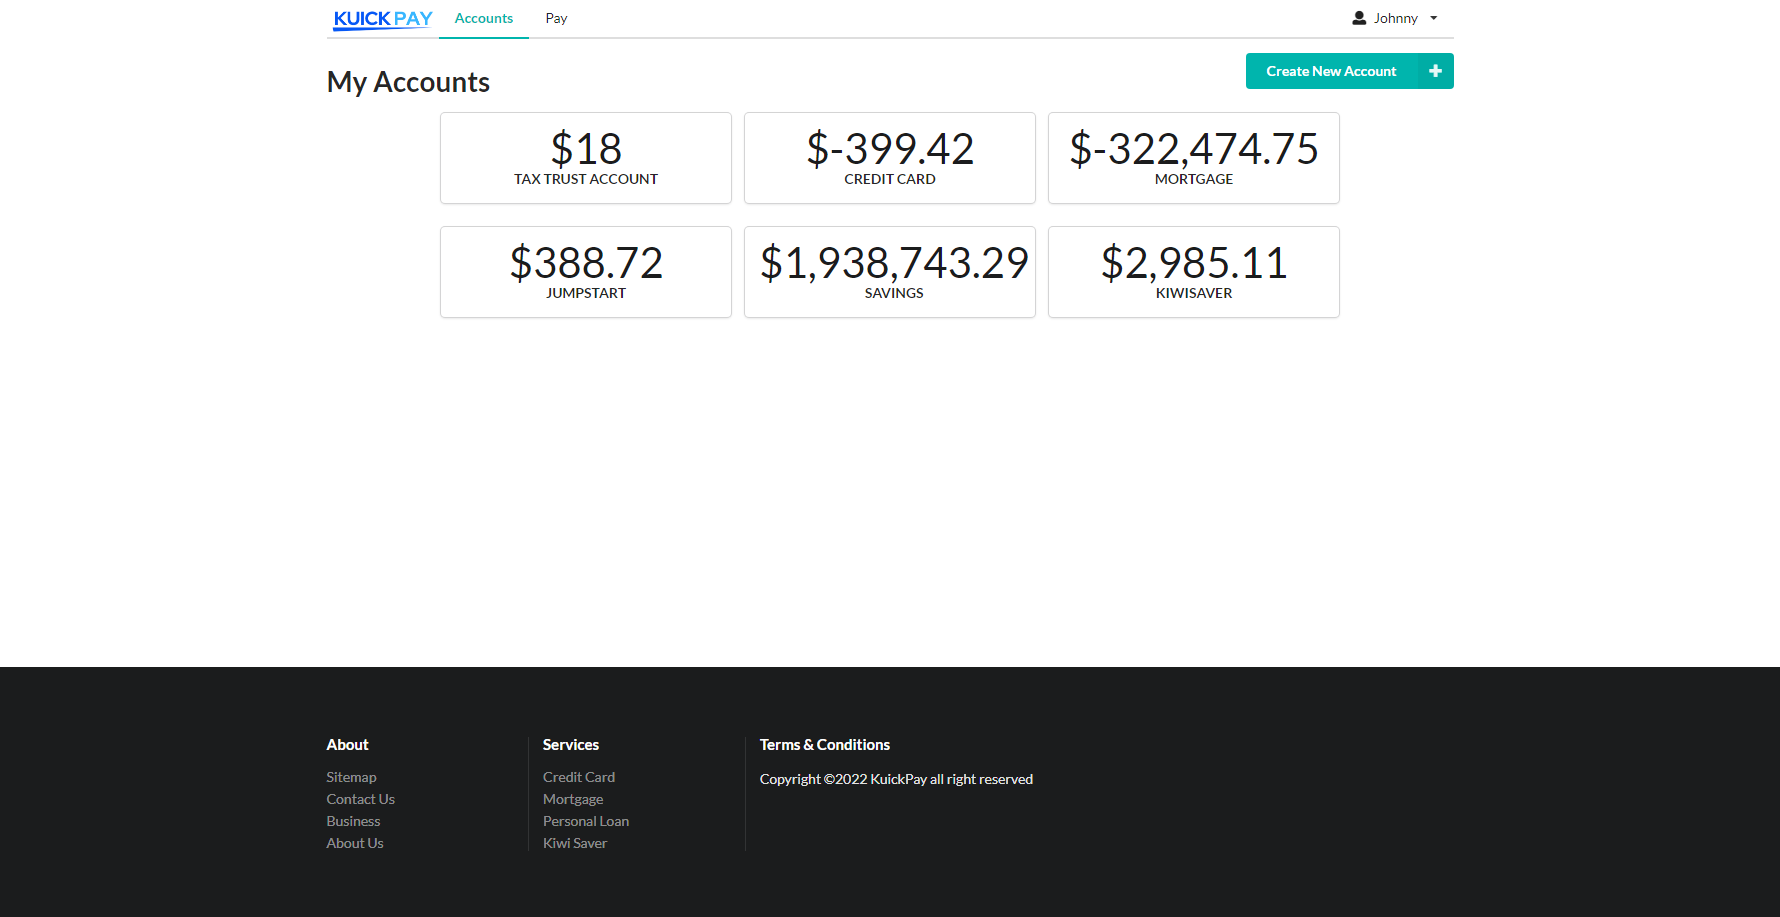 KUICK PAY Accounts Pay Johnny
My Accounts
Create New Account
$18
TAX TRUST ACCOUNT
$-399.42
CREDIT CARD
$-322,474.75
MORTGAGE
$388.72
JUMPSTART
$1,938,743.29
SAVINGS
$2,985.11
KIWISAVER
About
Sitemap
Contact Us
Business
About Us
Services
Credit Card
Mortgage
Personal Loan
Kiwi Saver
Terms & Conditions
Copyright ©2022 KuickPay all right reserved